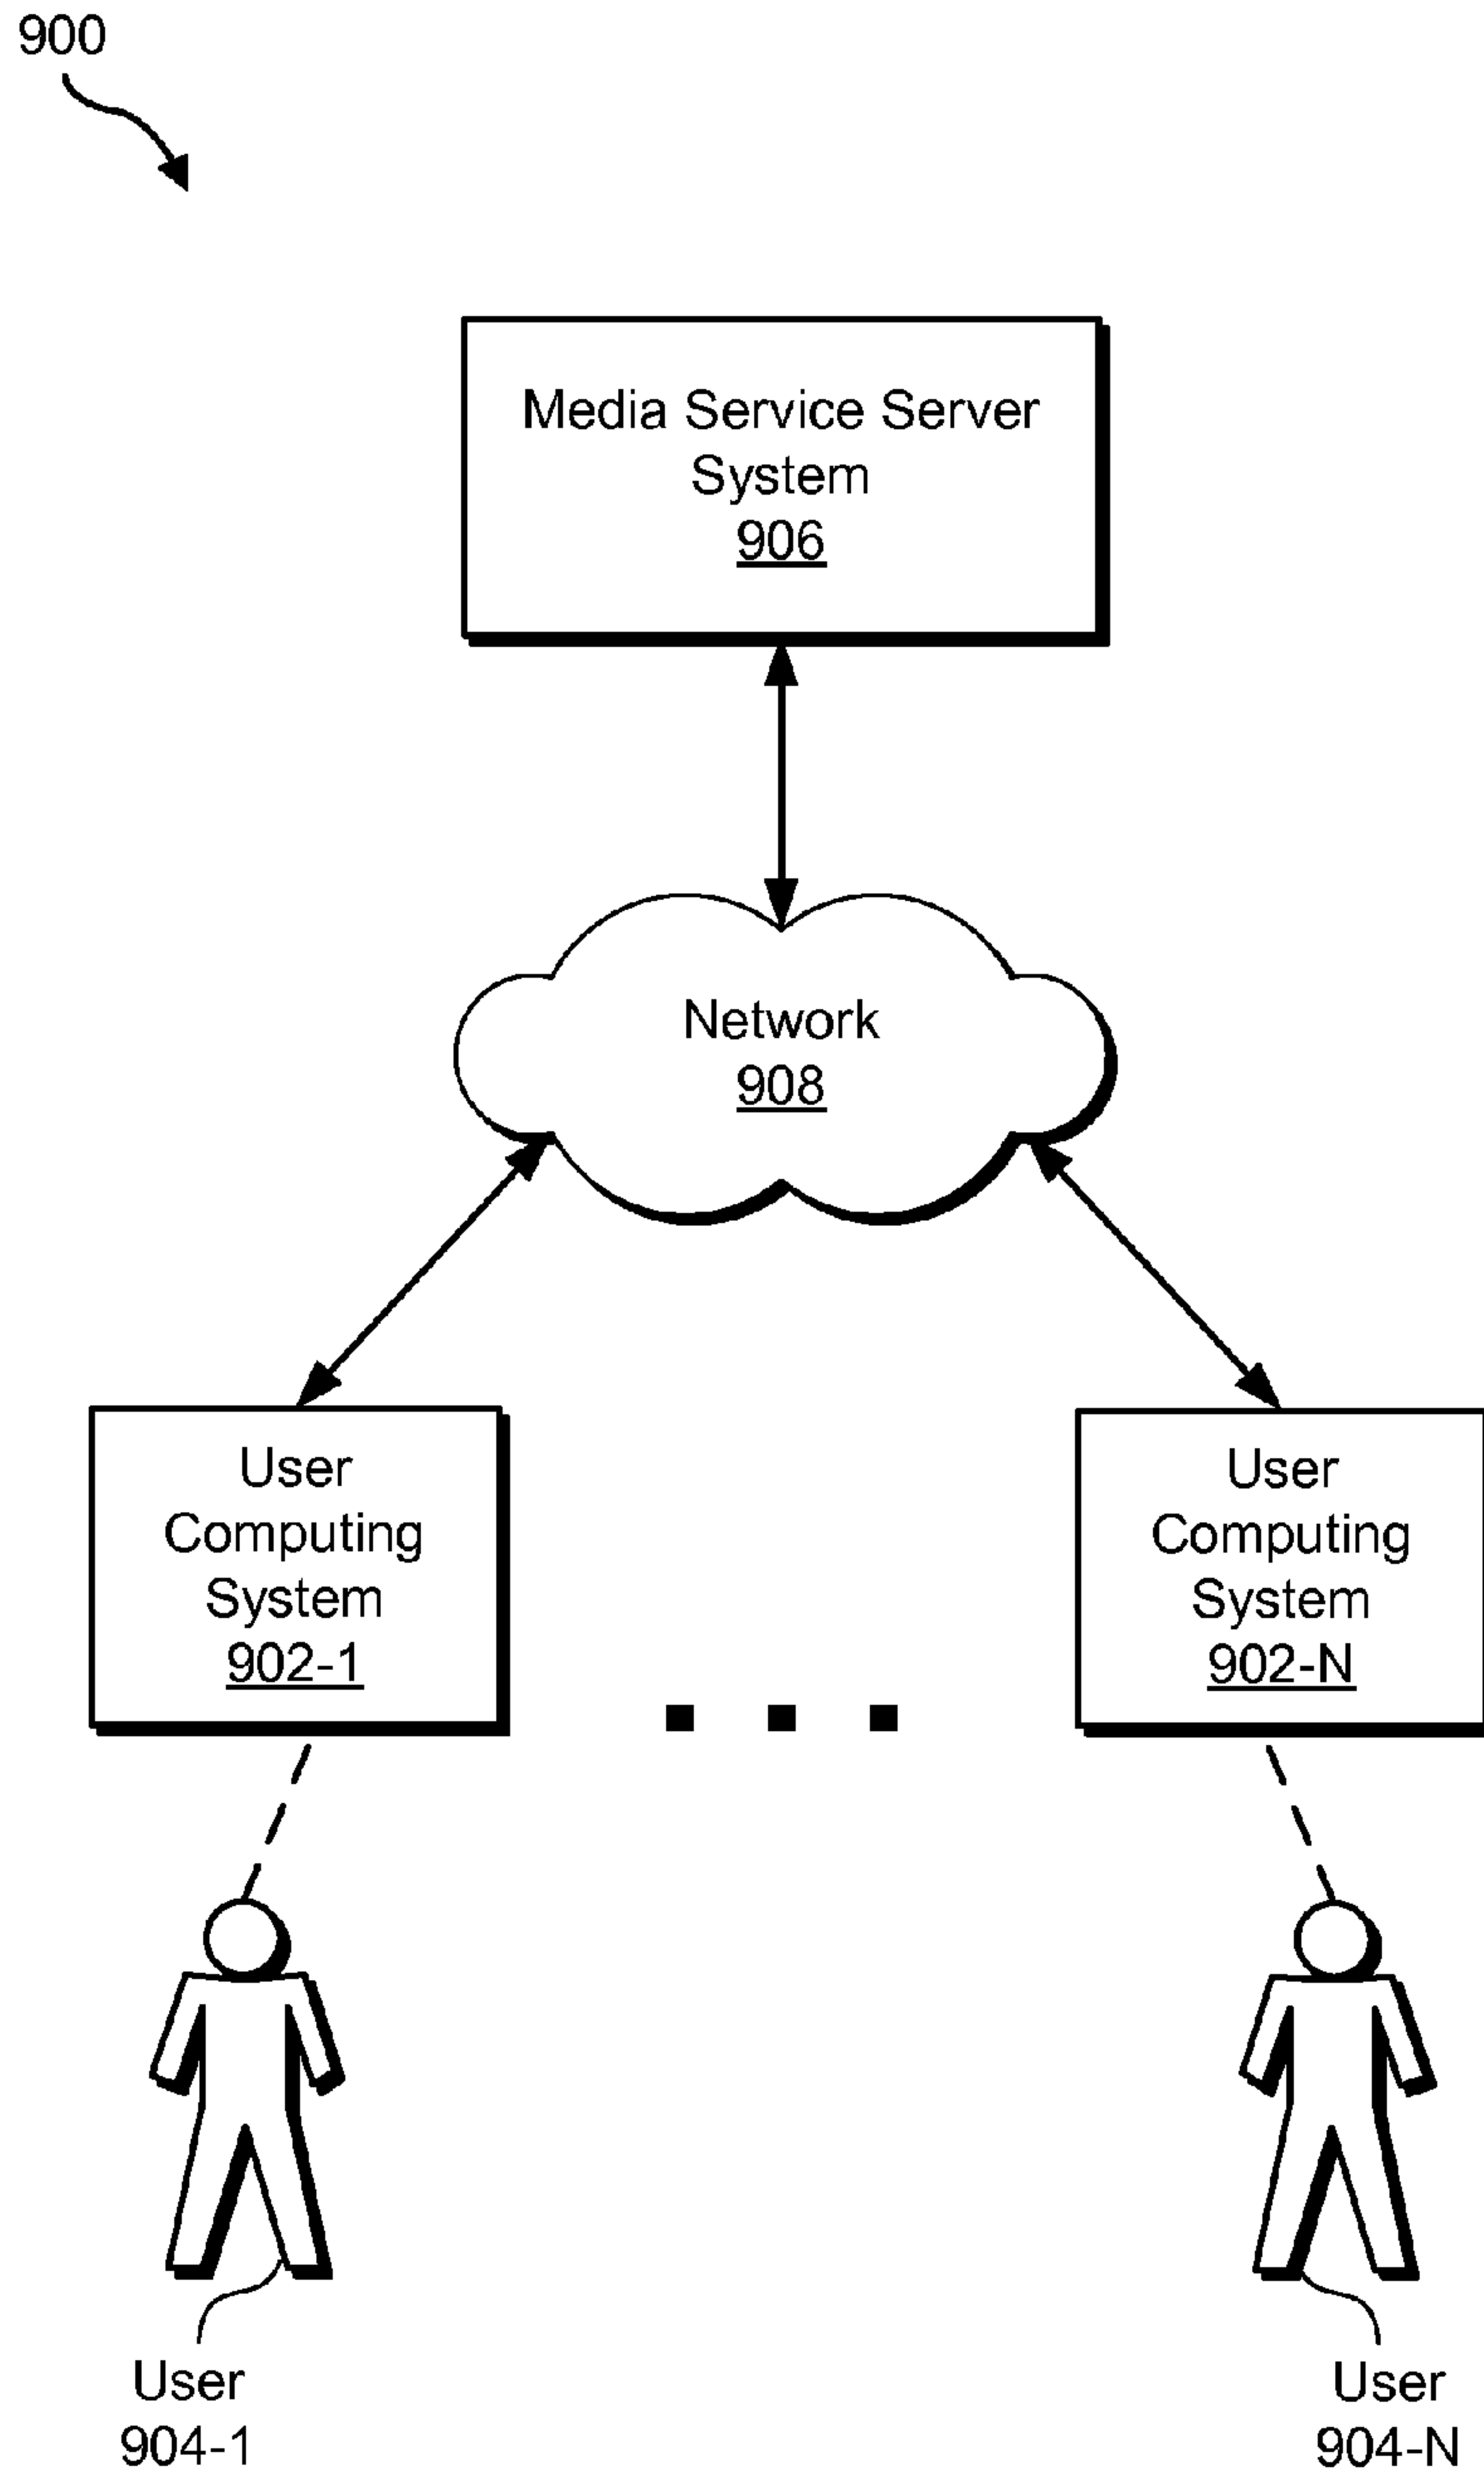 900
Media Service Server
System
906
Network
908
User
Computing
System
902-1
User
Computing
System
902-N
User
904-1
User
904-N